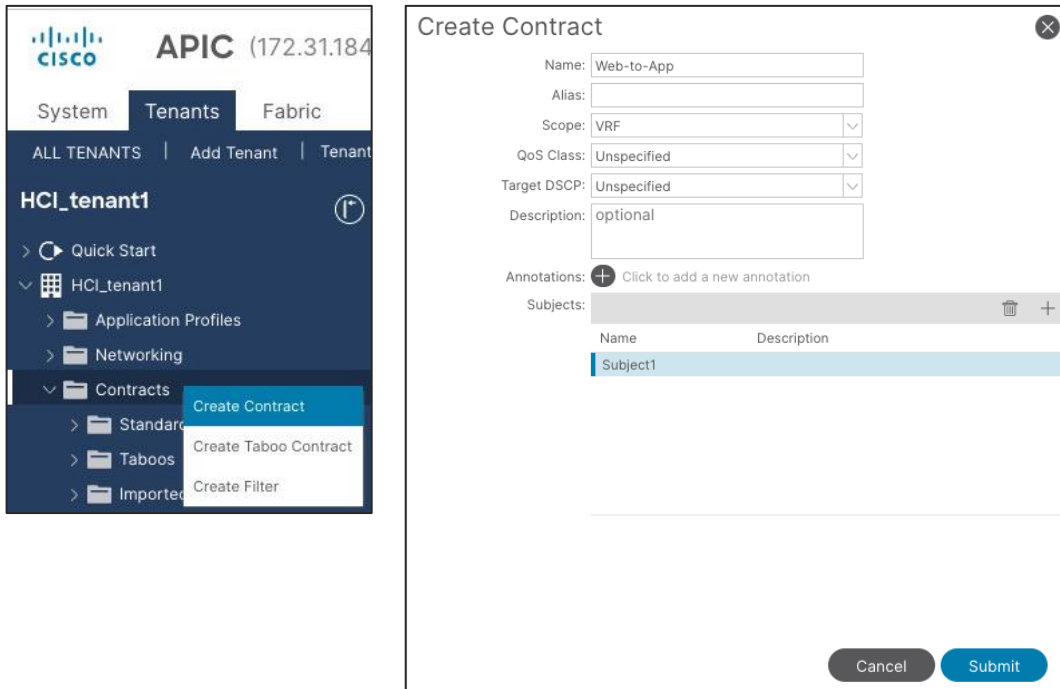 CISCO
APIC (172.31.184
System Tenants Fabric
ALL TENANTS | Add Tenant | Tenant
HCI_tenant1
Quick Start
HCI_tenant1
Application Profiles
Networking
Contracts
Create Contract
Standard
Create Taboo Contract
Taboos
Create Filter
Imported
Create Contract
Name: Web-to-App
Alias:
Scope: VRF
QoS Class: Unspecified
Target DSCP: Unspecified
Description: optional
Annotations: Click to add a new annotation
Subjects:
Name Description
Subject1
Cancel Submit